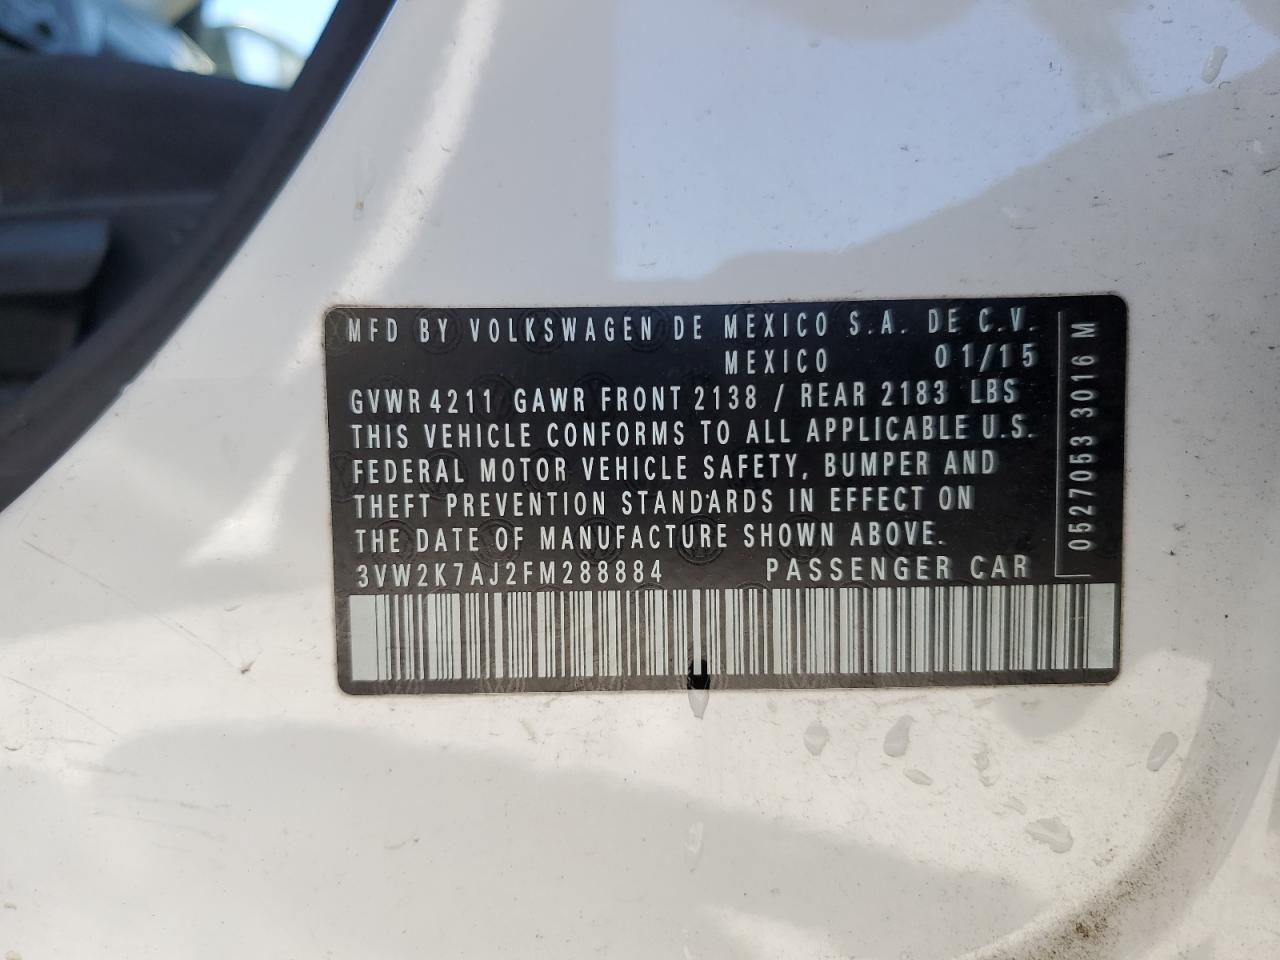 MFD BY VOLKSWAGEN DE MEXICO S.A. DE C.V.
MEXICO 01/15
GVWR 4211 GAWR FRONT 2138 / REAR 2183 LBS
THIS VEHICLE CONFORMS TO ALL APPLICABLE U.S.
FEDERAL MOTOR VEHICLE SAFETY, BUMPER AND
THEFT PREVENTION STANDARDS IN EFFECT ON
THE DATE OF MANUFACTURE SHOWN ABOVE.
3VW2K7AJ2FM288884 PASSENGER CAR
0527053 3016 M